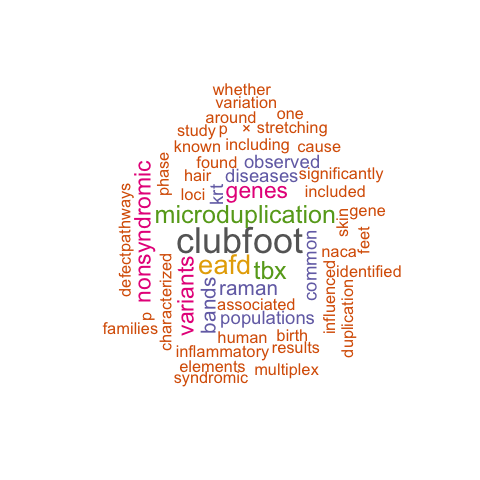 whether
variation
around one
study p × stretching
known including cause
found observed
phase hair diseases significantly
loci krt genes included
nonsyndromic
microduplication skin gene
defect pathways
clubfoot feet
variants eafd tbx common naca
identified
raman
characterized bands associated influenced
p populations duplication
families human birth
inflammatory results
elements multiplex
syndromic